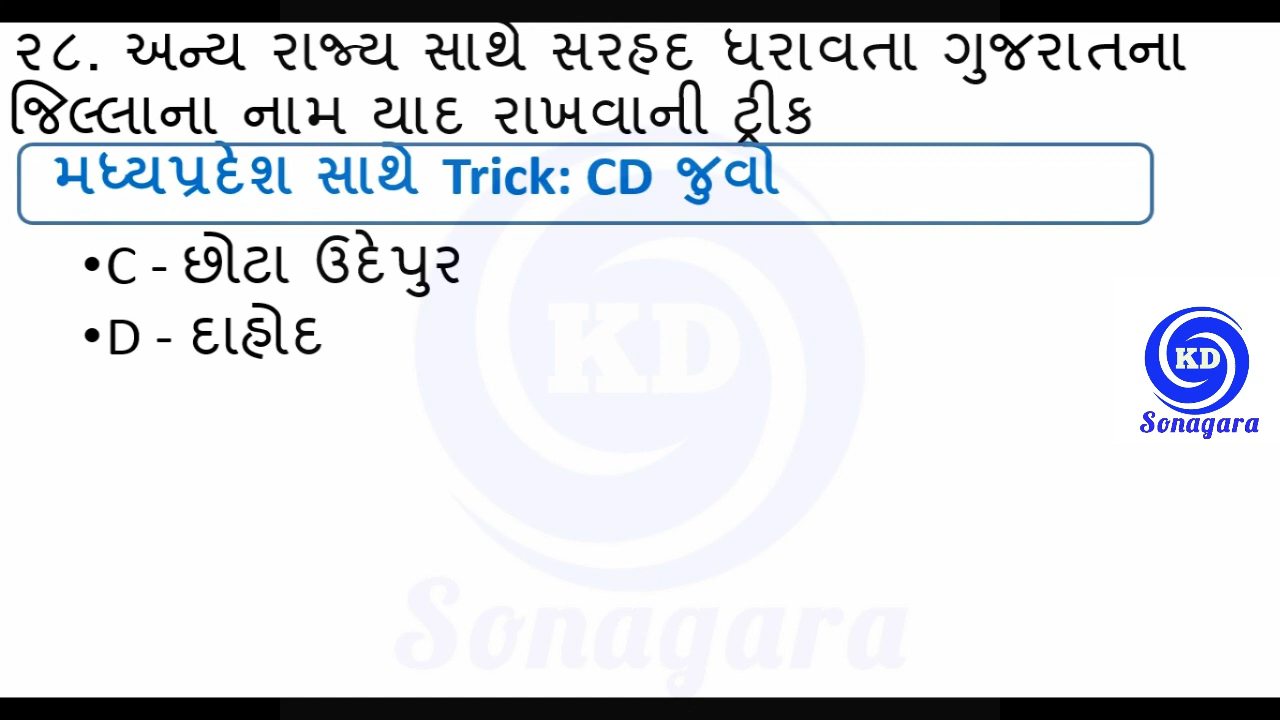 ૨૮. અન્ય રાજ્ય સાથે સરહદ ધરાવતા ગુજરાતના
જિલ્લાના નામ યાદ રાખવાની ટ્રીક
મધ્યપ્રદેશ સાથે Trick: CD જુવો
•C - છોટા ઉદેપુર
•D - દાહોદ
KD
Sonagara
KD
Sonagara